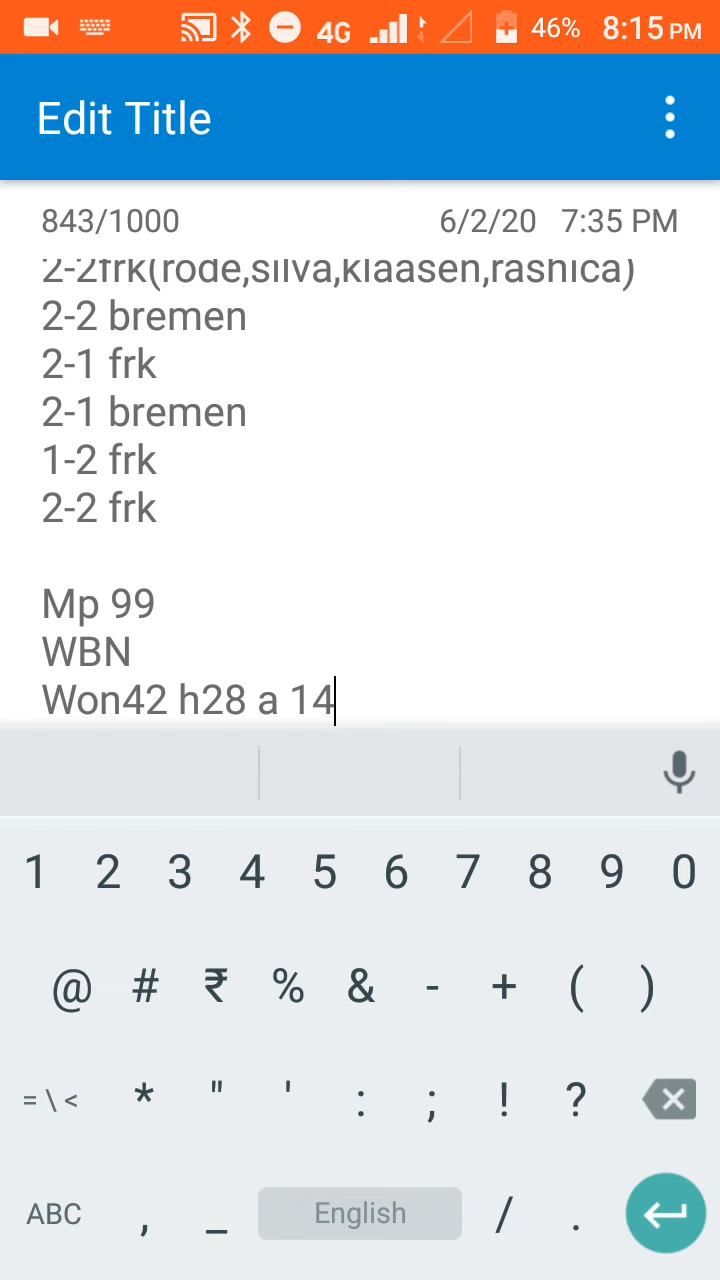 4G 46% 8:15 PM
Edit Title
843/1000 6/2/20 7:35 PM
2-2frk(rode,silva,klaasen,rashica)
2-2 bremen
2-1 frk
2-1 bremen
1-2 frk
2-2 frk
Mp 99
WBN
Won42 h28 a 14
1 2 3 4 5 6 7 8 9 0
@ # ₹ % & - + ( )
= \ < * " ' : ; ! ?
ABC , _ English / .